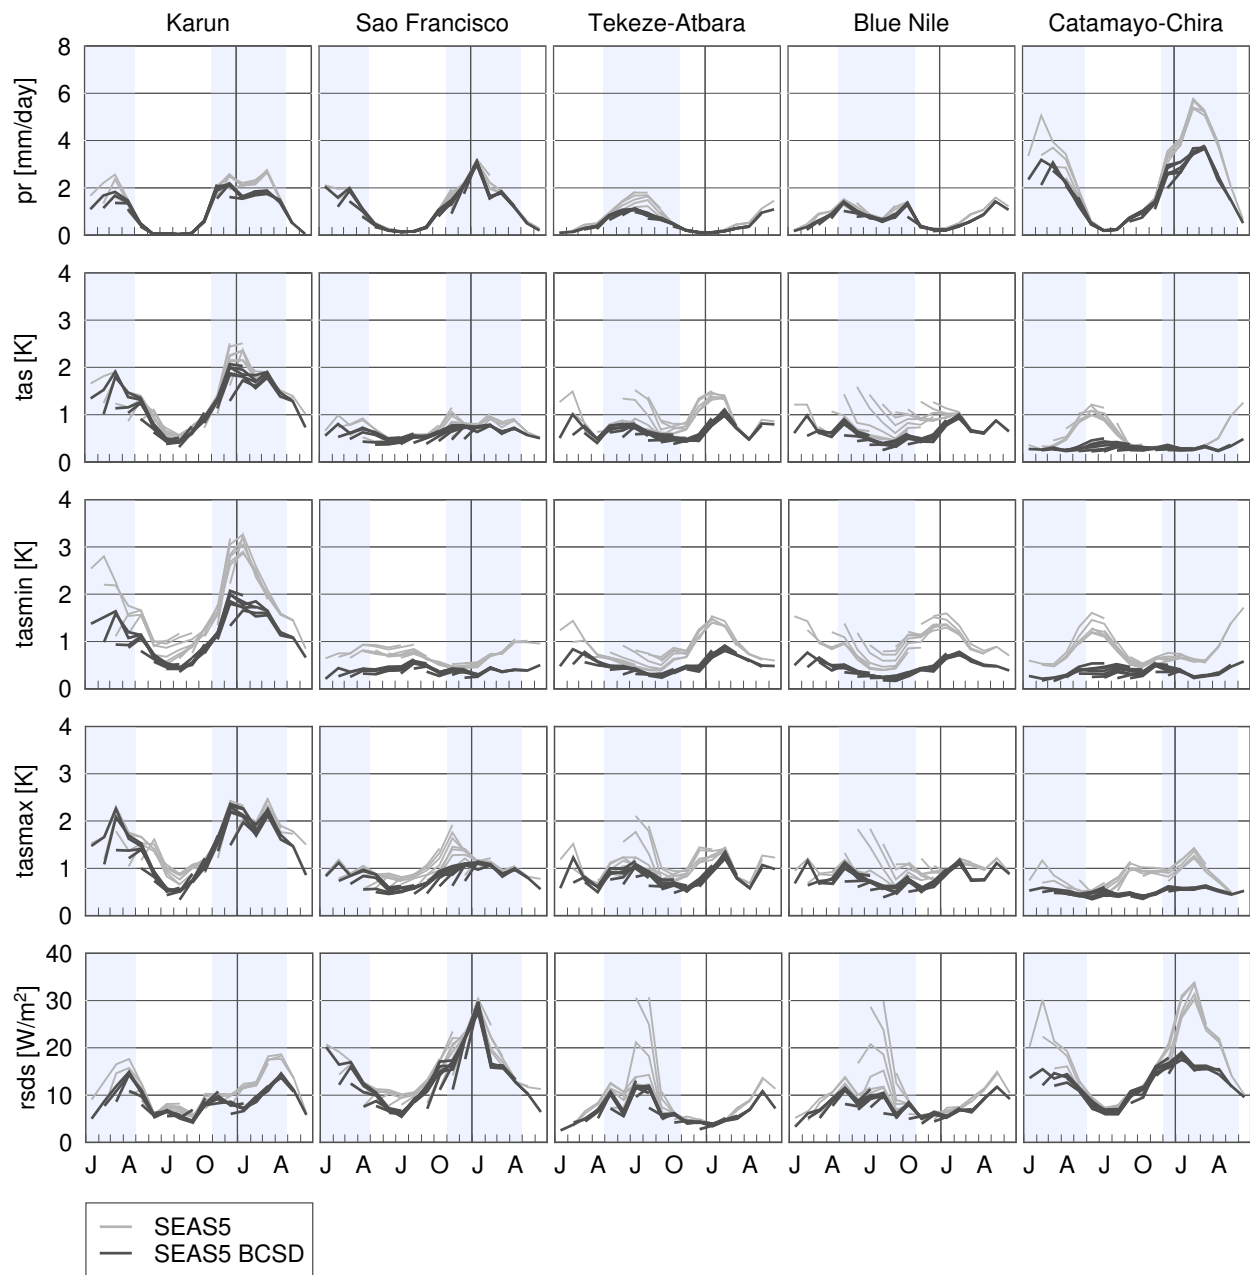 Karun Sao Francisco Tekeze-Atbara Blue Nile Catamayo-Chira
8
6
4
2
0
pr [mm/day]
4
3
2
1
0
tas [K]
4
3
2
1
0
tasmin [K]
4
3
2
1
0
tasmax [K]
40
30
20
10
0
rsds [W/m²]
J A J O J A J A J O J A J A J O J A J A J O J A J A J O J A
SEAS5
SEAS5 BCSD